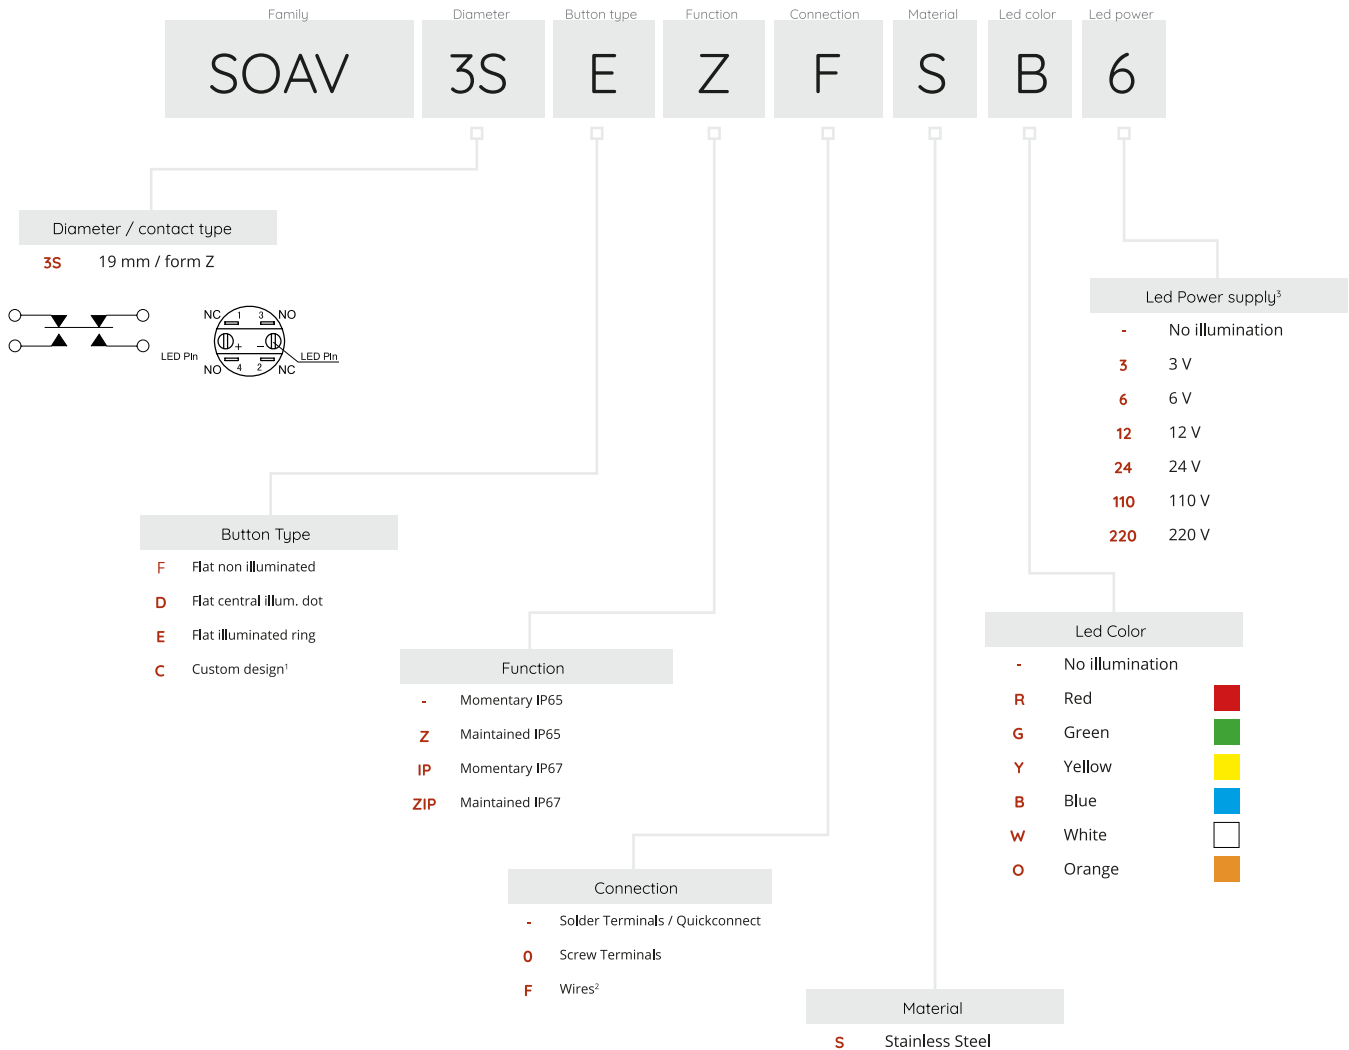 Family Diameter Button type Function Connection Material Led color Led power
SOAV 3S E Z F S B 6
Diameter / contact type
3S 19 mm / form Z
NC 1 3 NO
LED PIn + - LED PIn
NO 4 2 NC
Led Power supply³
- No illumination
3 3 V
6 6 V
12 12 V
24 24 V
110 110 V
220 220 V
Button Type
F Flat non illuminated
D Flat central illum. dot
E Flat illuminated ring
C Custom design¹
Function
- Momentary IP65
Z Maintained IP65
IP Momentary IP67
ZIP Maintained IP67
Led Color
- No illumination
R Red
G Green
Y Yellow
B Blue
W White
O Orange
Connection
- Solder Terminals / Quickconnect
0 Screw Terminals
F Wires²
Material
S Stainless Steel